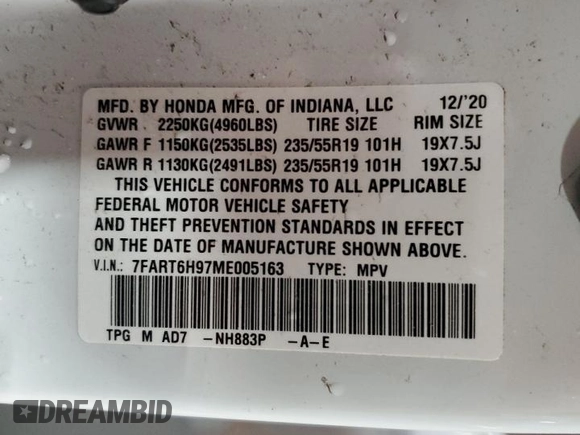 MFD. BY HONDA MFG. OF INDIANA, LLC 12/'20
GVWR 2250KG(4960LBS) TIRE SIZE RIM SIZE
GAWR F 1150KG(2535LBS) 235/55R19 101H 19X7.5J
GAWR R 1130KG(2491LBS) 235/55R19 101H 19X7.5J
THIS VEHICLE CONFORMS TO ALL APPLICABLE
FEDERAL MOTOR VEHICLE SAFETY
AND THEFT PREVENTION STANDARDS IN EFFECT
ON THE DATE OF MANUFACTURE SHOWN ABOVE.
V.I.N.: 7FART6H97ME005163 TYPE: MPV
TPG M AD7 -NH883P -A-E
DREAMBID